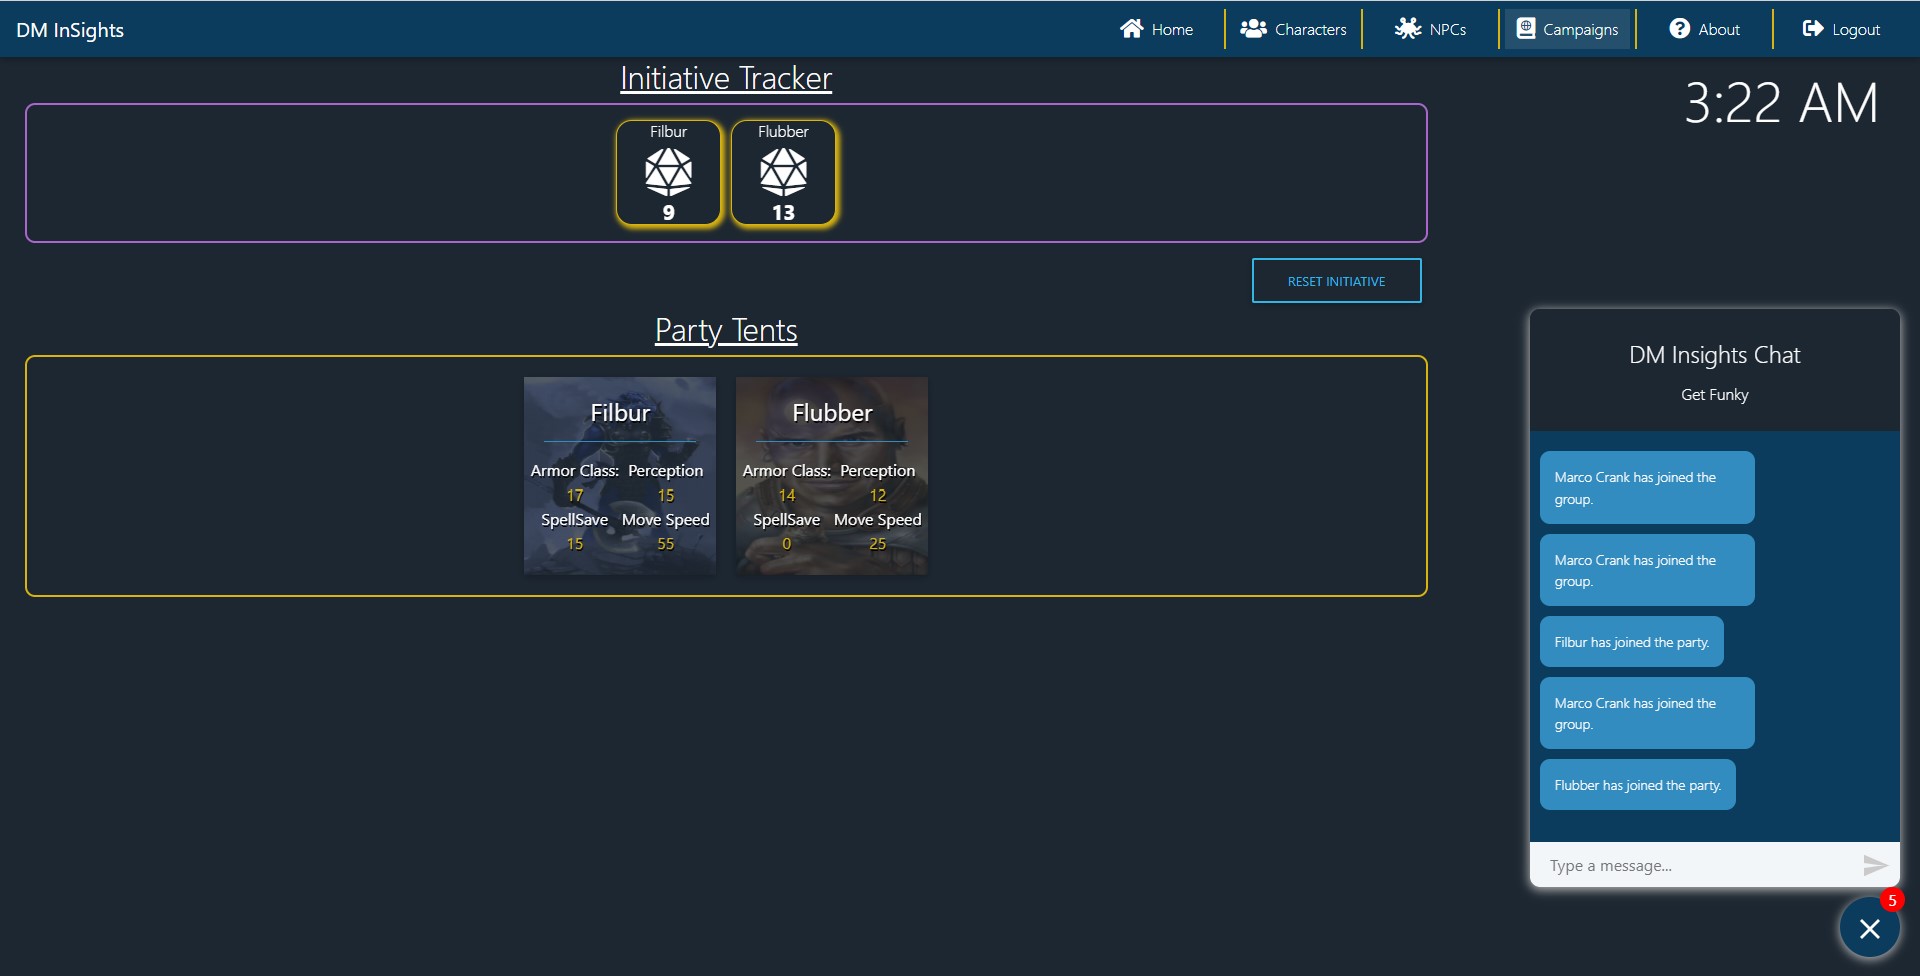 DM InSights
Home
Characters
NPCs
Campaigns
About
Logout
Initiative Tracker
3:22 AM
Filbur
9
Flubber
13
RESET INITIATIVE
Party Tents
Filbur
Armor Class: Perception
17 15
SpellSave Move Speed
15 55
Flubber
Armor Class: Perception
14 12
SpellSave Move Speed
0 25
DM Insights Chat
Get Funky
Marco Crank has joined the
group.
Marco Crank has joined the
group.
Filbur has joined the party.
Marco Crank has joined the
group.
Flubber has joined the party.
Type a message...
5